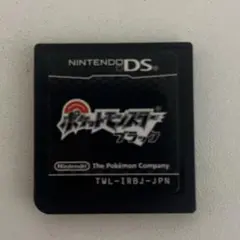 NINTENDO DS
ポケットモンスター
ブラック
Nintendo The Pokémon Company
TWL-IRBJ-JPN